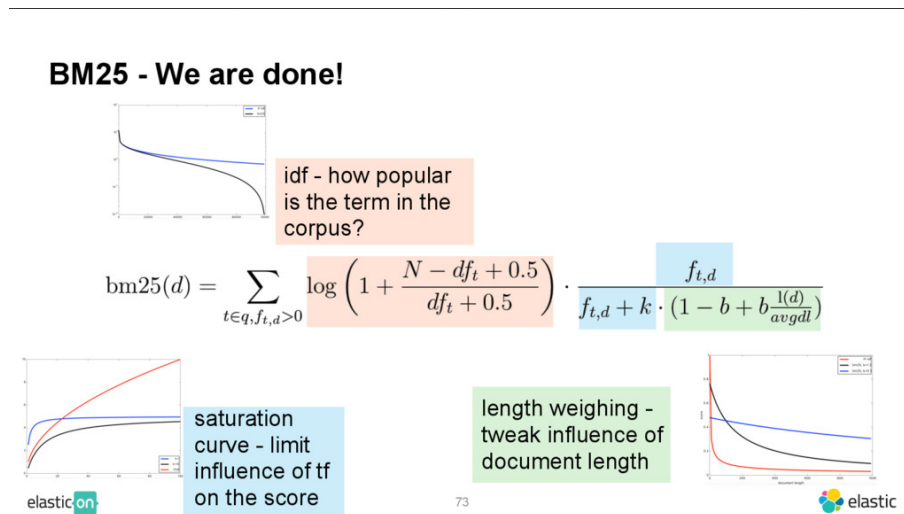 BM25 - We are done!
idf - how popular
is the term in the
corpus?
bm25(d) = ∑ t∈q,f_{t,d}>0 log ( 1 + (N − df_t + 0.5) / (df_t + 0.5) ) · f_{t,d} / (f_{t,d} + k · (1 − b + b l(d)/avgdl))
saturation
curve - limit
influence of tf
on the score
length weighing -
tweak influence of
document length
document length
elastic on
73
elastic